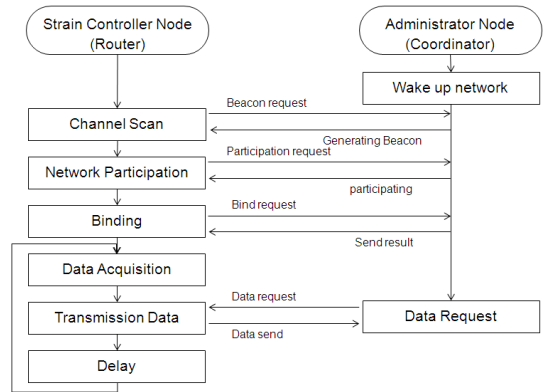 Strain Controller Node
(Router)
Administrator Node
(Coordinator)
Wake up network
Beacon request
Channel Scan
Generating Beacon
Participation request
Network Participation
participating
Bind request
Binding
Send result
Data Acquisition
Data request
Transmission Data
Data Request
Data send
Delay